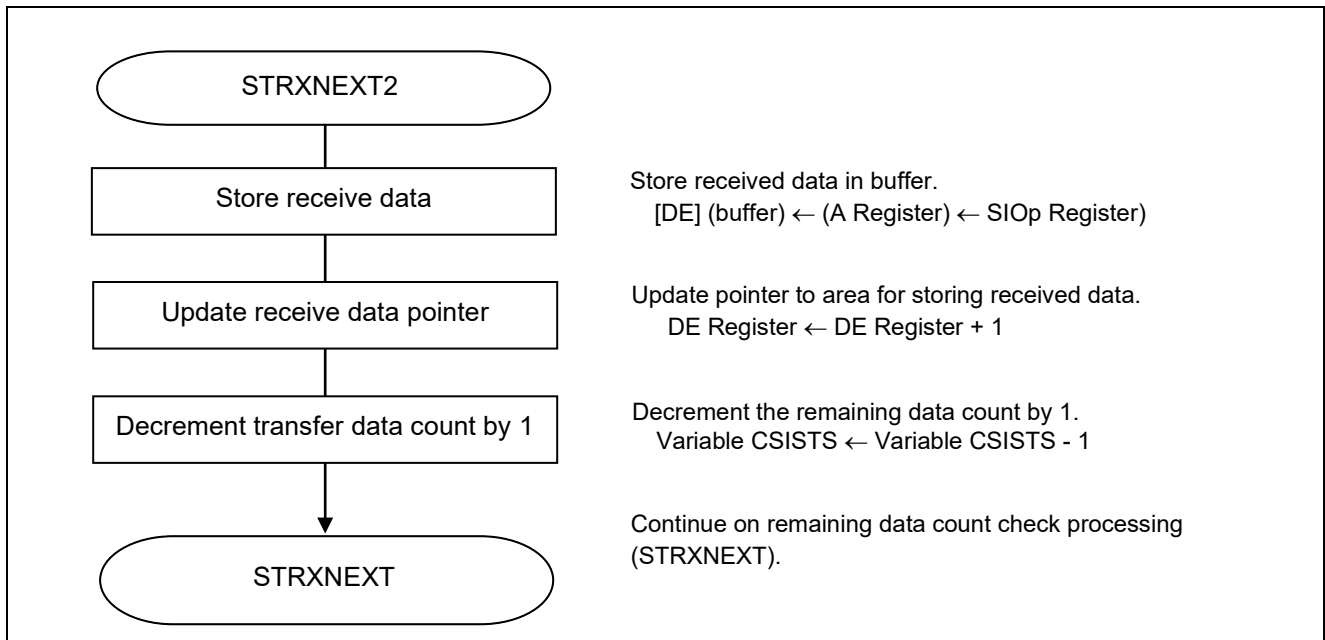 STRXNEXT2
Store receive data
Store received data in buffer.
[DE] (buffer) ← (A Register) ← SIOp Register)
Update receive data pointer
Update pointer to area for storing received data.
DE Register ← DE Register + 1
Decrement transfer data count by 1
Decrement the remaining data count by 1.
Variable CSISTS ← Variable CSISTS - 1
STRXNEXT
Continue on remaining data count check processing
(STRXNEXT).